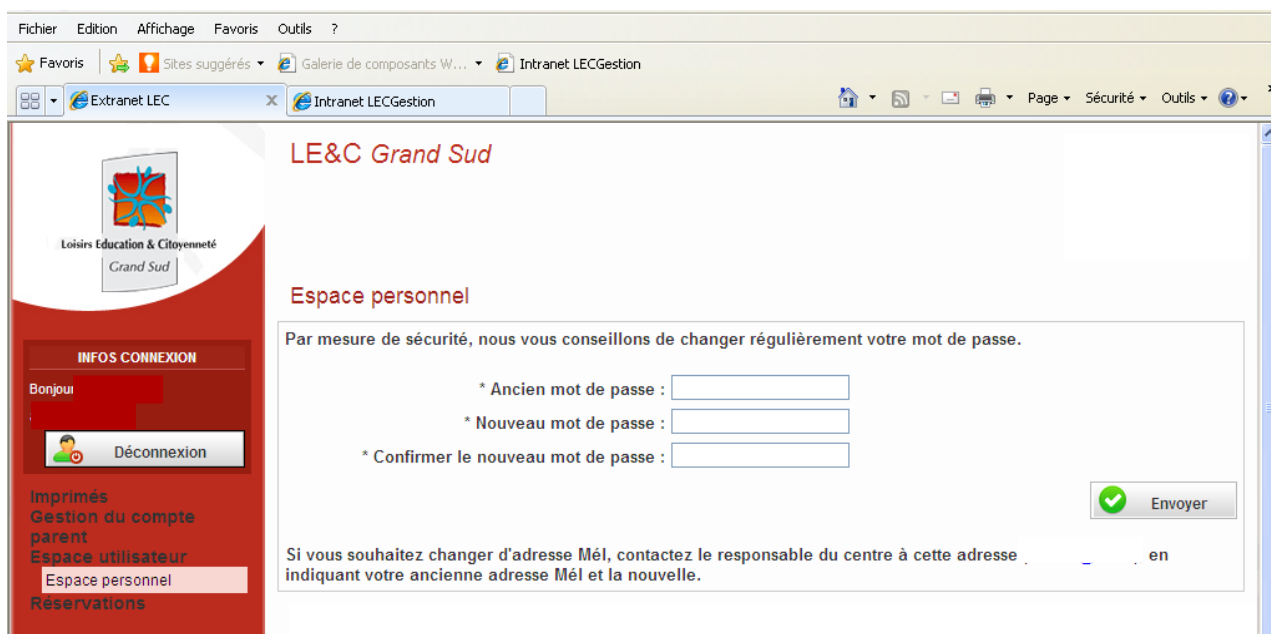 Fichier Edition Affichage Favoris Outils ?
Favoris Sites suggérés Galerie de composants W... Intranet LECGestion
Extranet LEC X Intranet LECGestion Page Sécurité Outils
LE&C Grand Sud
Loisirs Education & Citoyenneté
Grand Sud
Espace personnel
Par mesure de sécurité, nous vous conseillons de changer régulièrement votre mot de passe.
* Ancien mot de passe :
* Nouveau mot de passe :
* Confirmer le nouveau mot de passe :
Envoyer
Si vous souhaitez changer d'adresse Mél, contactez le responsable du centre à cette adresse en
indiquant votre ancienne adresse Mél et la nouvelle.
INFOS CONNEXION
Bonjour
Déconnexion
Imprimés
Gestion du compte
parent
Espace utilisateur
Espace personnel
Réservations